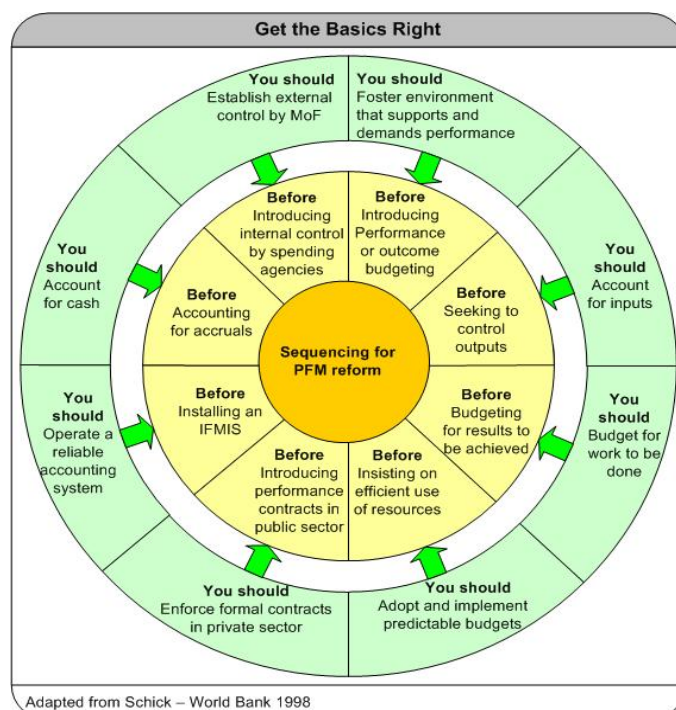 Get the Basics Right
You should
Foster environment
that supports and
demands performance
Before
Introducing
Performance
or outcome
budgeting
You should
Account
for inputs
Before
Seeking to
control
outputs
You should
Budget for
work to be
done
Before
Budgeting
for results to
be achieved
You should
Adopt and implement
predictable budgets
Before
Insisting on
efficient use
of resources
You should
Enforce formal contracts
in private sector
Before
Introducing
performance
contracts in
public sector
You
should
Operate a
reliable
accounting
system
Before
Installing an
IFMIS
You
should
Account
for cash
Before
Accounting
for accruals
You should
Establish external
control by MoF
Before
Introducing
internal control
by spending
agencies
Sequencing for
PFM reform
Adapted from Schick – World Bank 1998